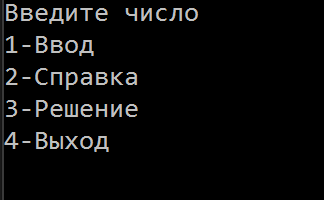 Введите число
1-Ввод
2-Справка
3-Решение
4-Выход